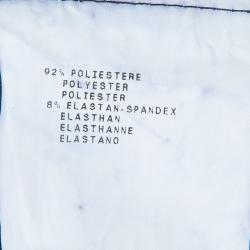 92% POLIESTERE
POLYESTER
POLIESTER
8% ELASTAN-SPANDEX
ELASTHAN
ELASTHANNE
ELASTANO